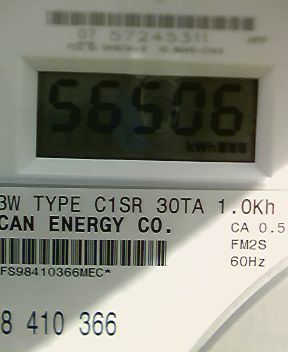 07 57245311
56506
kWh
3W TYPE C1SR 30TA 1.0Kh
CAN ENERGY CO.
CA 0.5
FM2S
60Hz
FS98410366MEC*
8 410 366